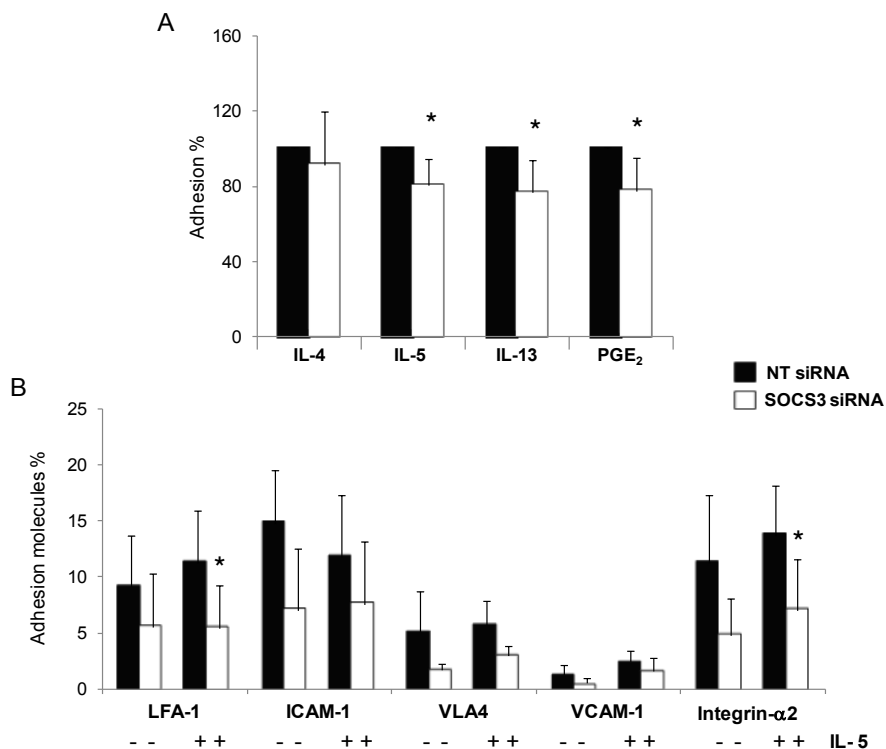 A
160
120
80
40
0
Adhesion %
* * *
IL-4 IL-5 IL-13 PGE₂
NT siRNA
SOCS3 siRNA
B
25
20
15
10
5
0
Adhesion molecules %
* *
LFA-1 ICAM-1 VLA4 VCAM-1 Integrin-α2
- - + + - - + + - - + + - - + + - - + + IL-5